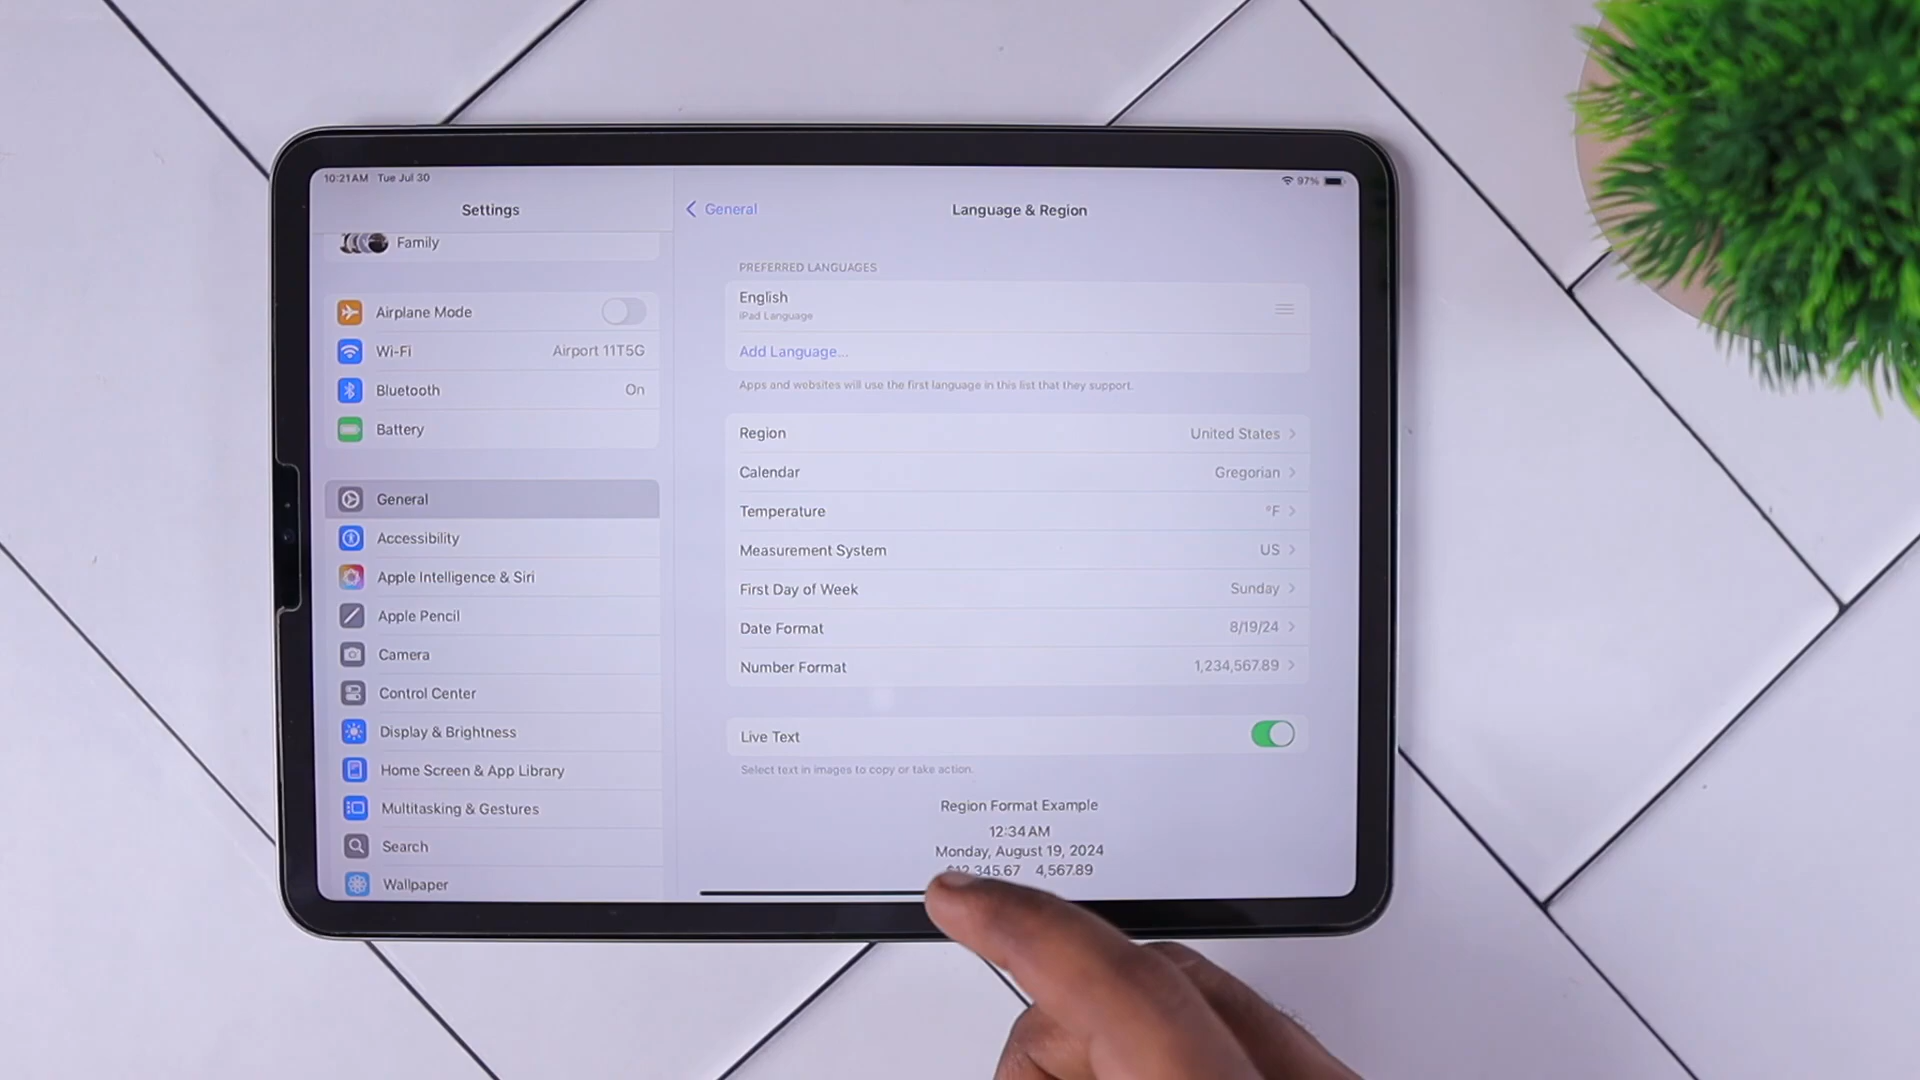 10:21AM Tue Jul 30
97%
Settings
Family
Airplane Mode
Wi-Fi Airport 11T5G
Bluetooth On
Battery
General
Accessibility
Apple Intelligence & Siri
Apple Pencil
Camera
Control Center
Display & Brightness
Home Screen & App Library
Multitasking & Gestures
Search
Wallpaper
General
Language & Region
PREFERRED LANGUAGES
English
iPad Language
Add Language...
Apps and websites will use the first language in this list that they support.
Region United States
Calendar Gregorian
Temperature °F
Measurement System US
First Day of Week Sunday
Date Format 8/19/24
Number Format 1,234,567.89
Live Text
Select text in images to copy or take action.
Region Format Example
12:34 AM
Monday, August 19, 2024
$12,345.67 4,567.89